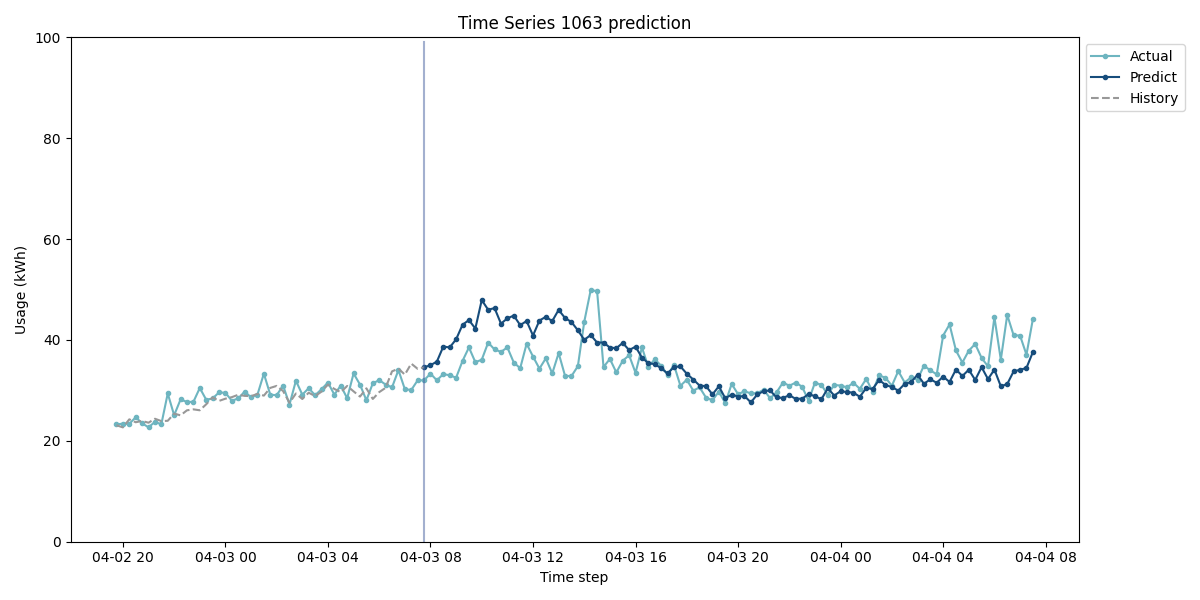 Time Series 1063 prediction
100
80
60
40
20
0
Usage (kWh)
04-02 20
04-03 00
04-03 04
04-03 08
04-03 12
04-03 16
04-03 20
04-04 00
04-04 04
04-04 08
Time step
Actual
Predict
History